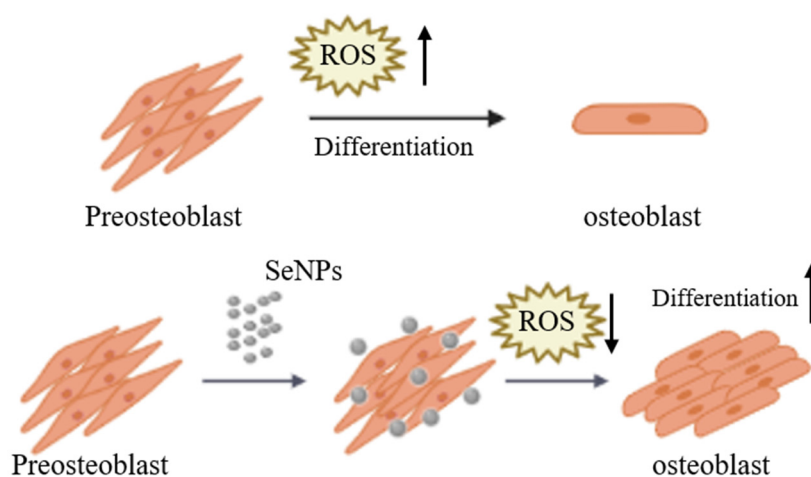 ROS
Differentiation
Preosteoblast
osteoblast
SeNPs
ROS
Differentiation
Preosteoblast
osteoblast